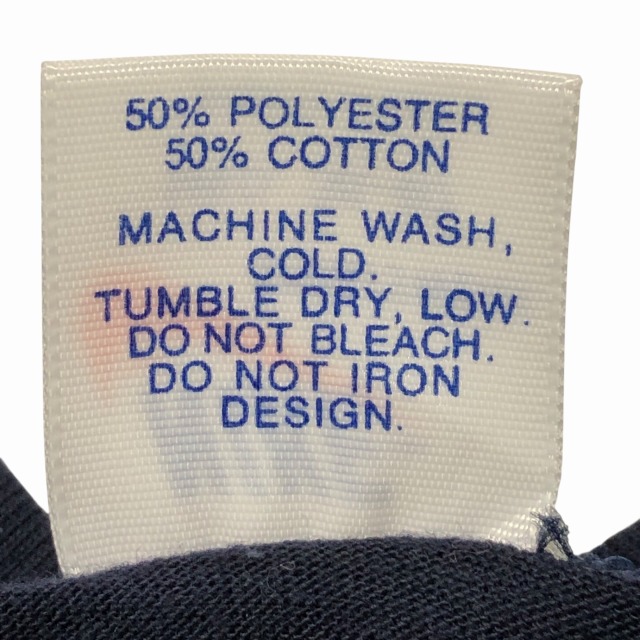 50% POLYESTER
50% COTTON
MACHINE WASH,
COLD.
TUMBLE DRY, LOW.
DO NOT BLEACH.
DO NOT IRON
DESIGN.